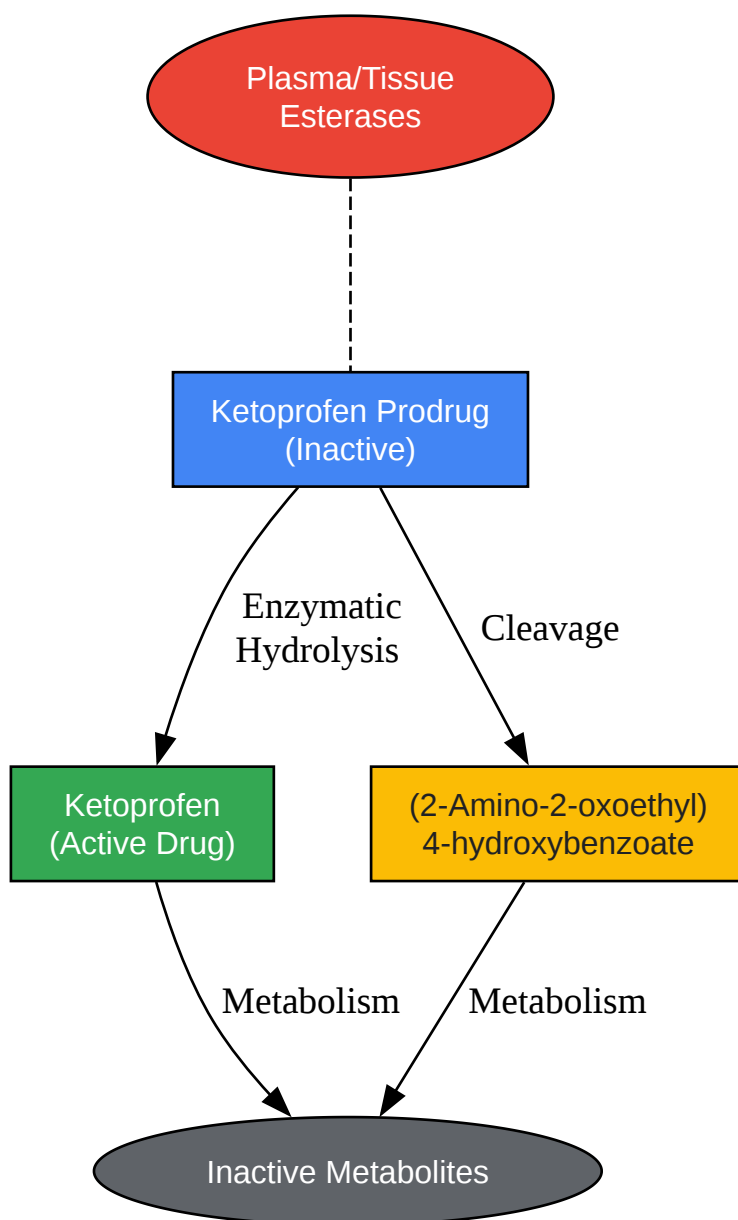 Plasma/Tissue
Esterases
Ketoprofen Prodrug
(Inactive)
Enzymatic
Hydrolysis
Cleavage
Ketoprofen
(Active Drug)
(2-Amino-2-oxoethyl)
4-hydroxybenzoate
Metabolism
Metabolism
Inactive Metabolites